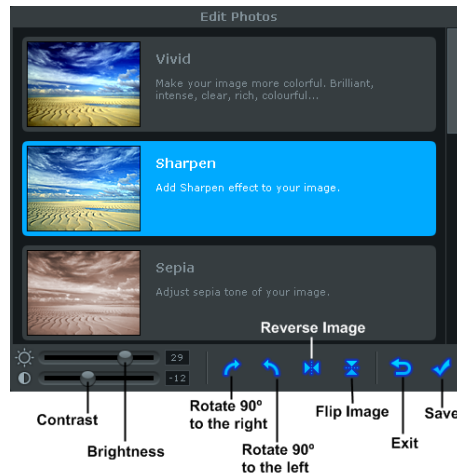 Edit Photos
Vivid
Make your image more colorful. Brilliant,
intense, clear, rich, colourful...
Sharpen
Add Sharpen effect to your image.
Sepia
Adjust sepia tone of your image.
Reverse Image
29
-12
Contrast
Brightness
Rotate 90º
to the right
Rotate 90º
to the left
Flip Image
Exit
Save